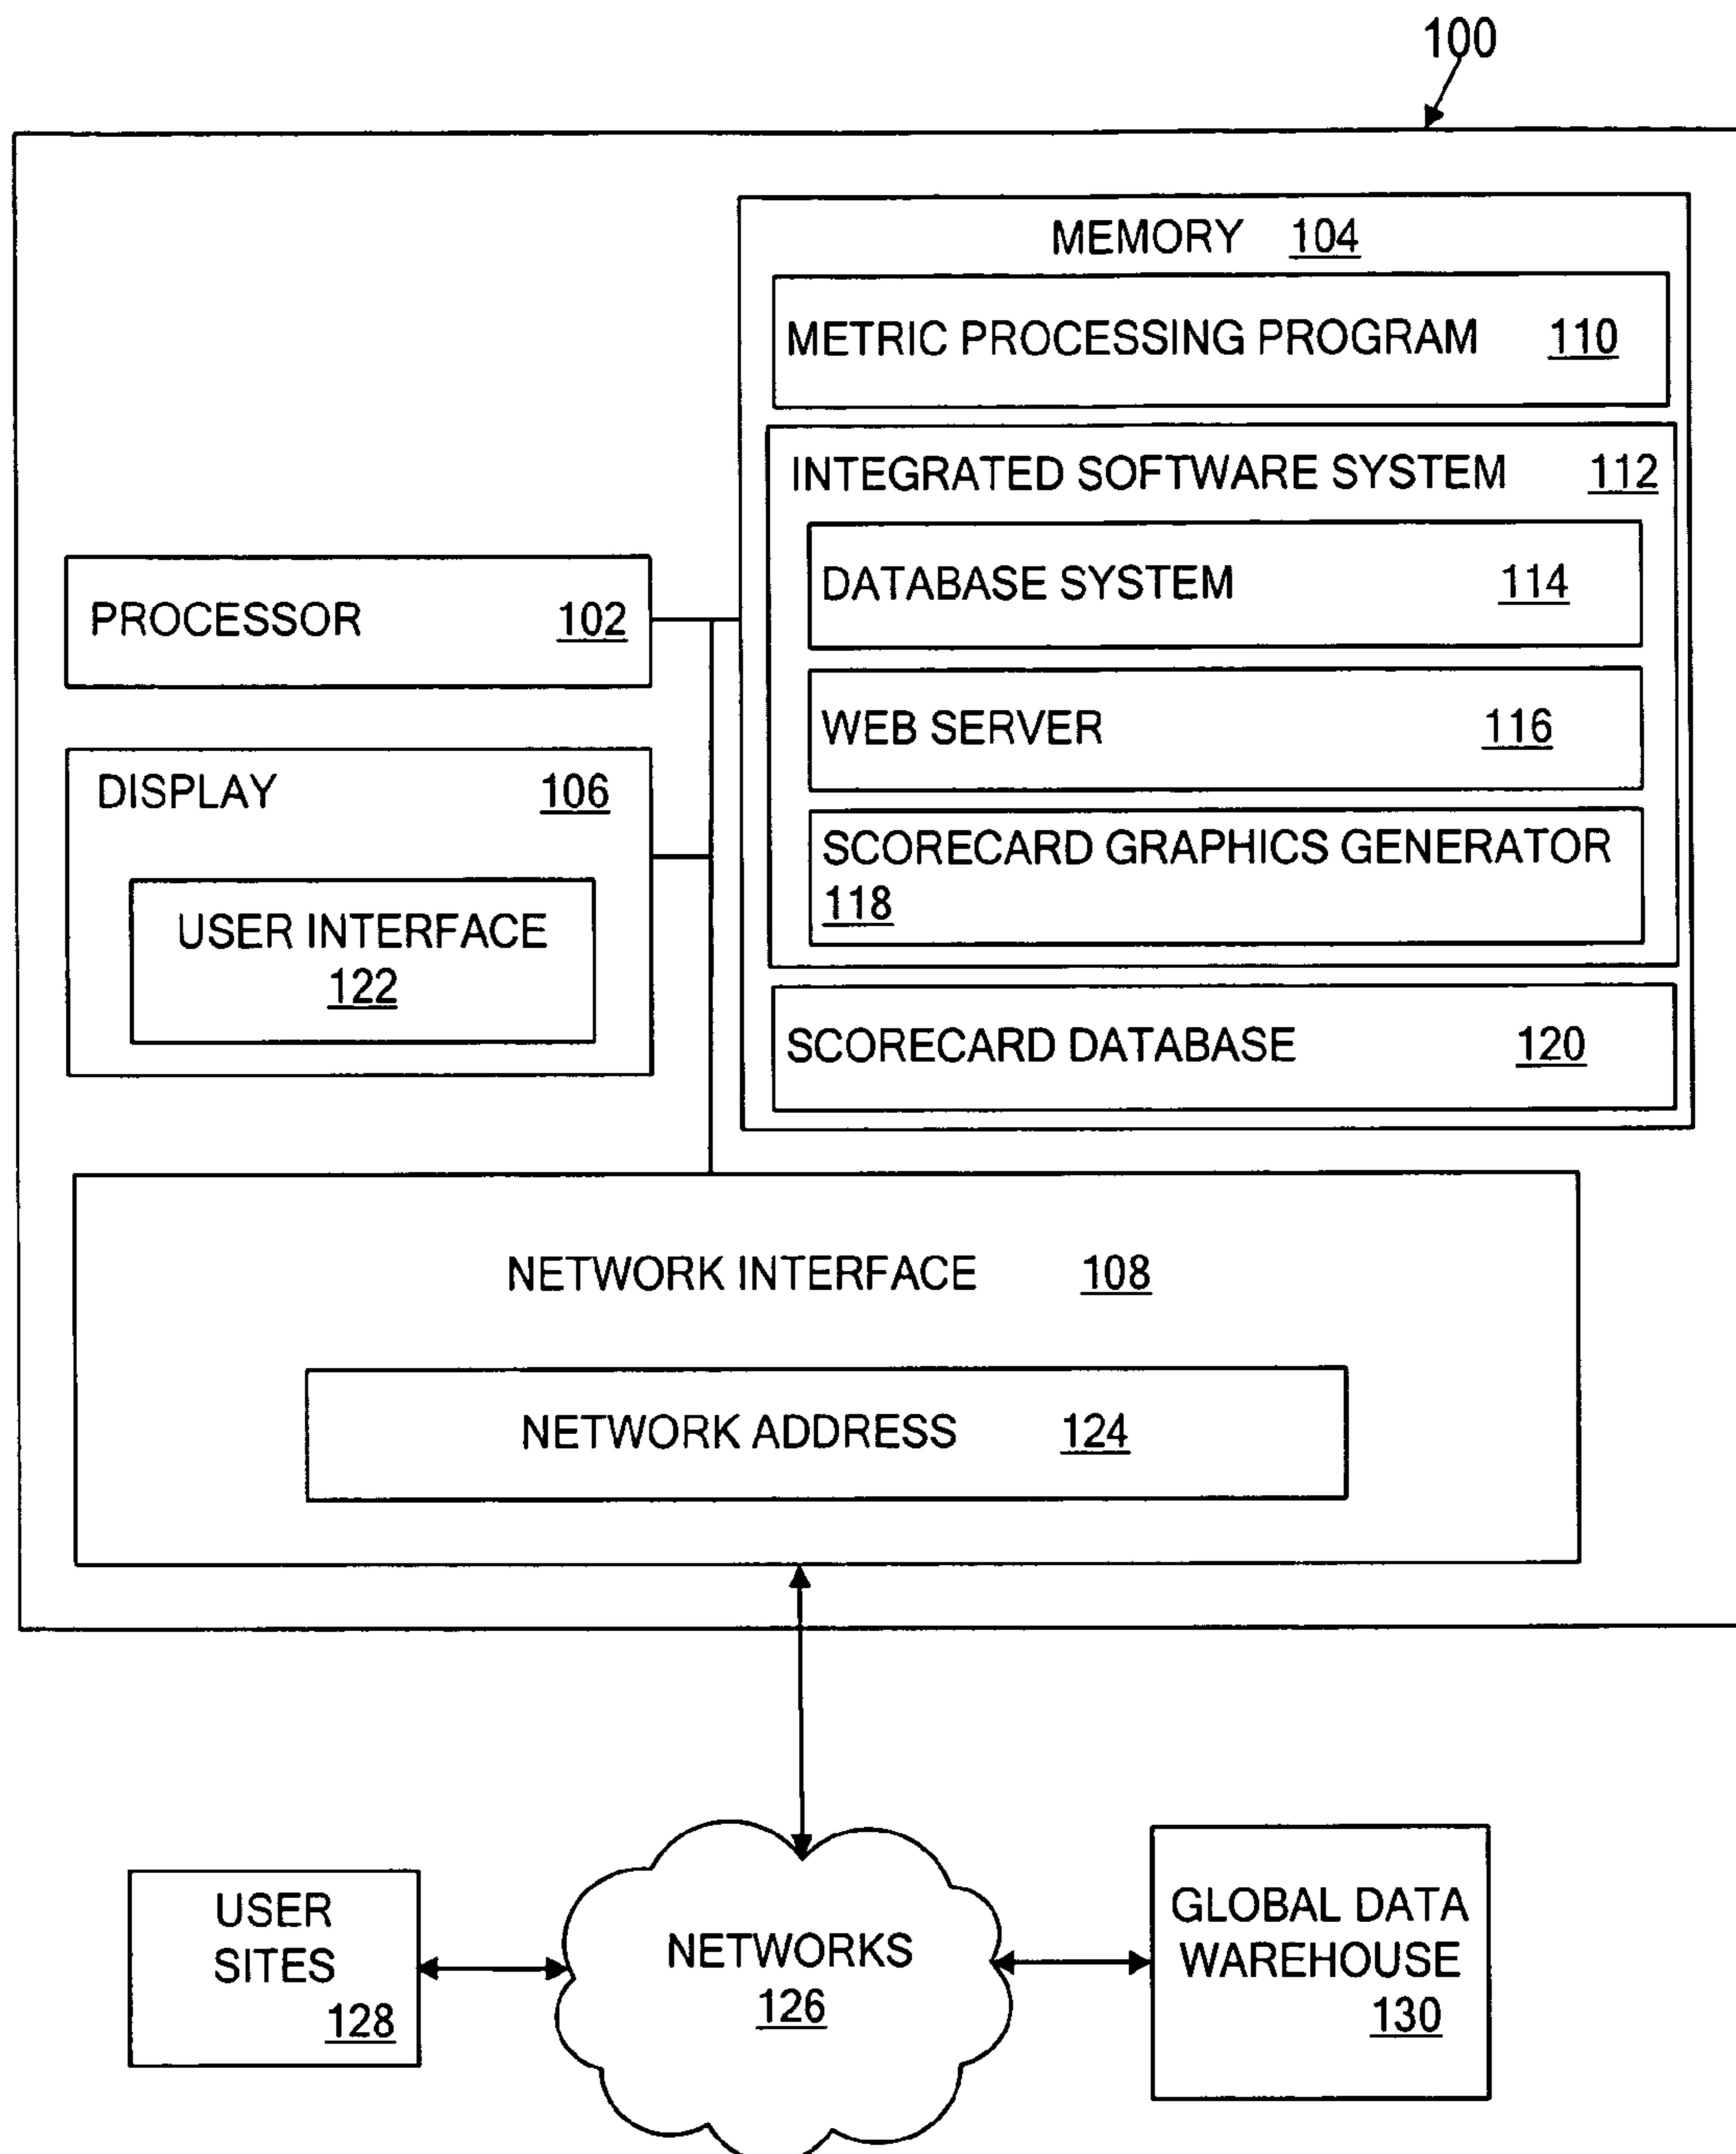 100
MEMORY 104
METRIC PROCESSING PROGRAM 110
INTEGRATED SOFTWARE SYSTEM 112
DATABASE SYSTEM 114
WEB SERVER 116
SCORECARD GRAPHICS GENERATOR
118
SCORECARD DATABASE 120
PROCESSOR 102
DISPLAY 106
USER INTERFACE
122
NETWORK INTERFACE 108
NETWORK ADDRESS 124
USER
SITES
128
NETWORKS
126
GLOBAL DATA
WAREHOUSE
130